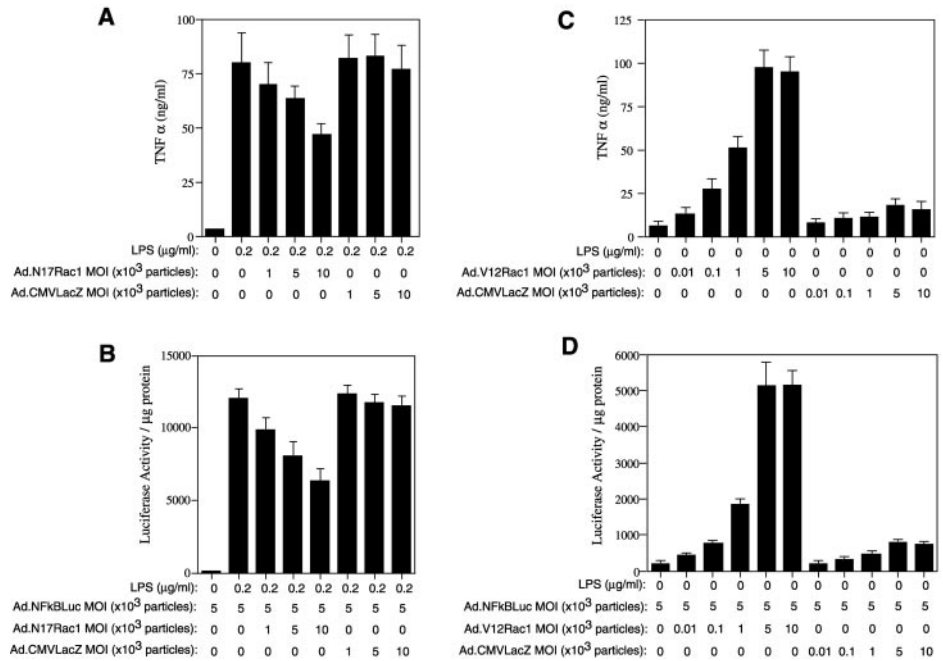 A
100
75
50
25
0
TNF α (ng/ml)
LPS (µg/ml): 0 0.2 0.2 0.2 0.2 0.2 0.2 0.2
Ad.N17Rac1 MOI (x10³ particles): 0 0 1 5 10 0 0 0
Ad.CMVLacZ MOI (x10³ particles): 0 0 0 0 0 1 5 10
C
125
100
75
50
25
0
TNF α (ng/ml)
LPS (µg/ml): 0 0 0 0 0 0 0 0 0 0 0
Ad.V12Rac1 MOI (x10³ particles): 0 0.01 0.1 1 5 10 0 0 0 0 0
Ad.CMVLacZ MOI (x10³ particles): 0 0 0 0 0 0 0.01 0.1 1 5 10
B
15000
10000
5000
0
Luciferase Activity / µg protein
LPS (µg/ml): 0 0.2 0.2 0.2 0.2 0.2 0.2 0.2
Ad.NFkBLuc MOI (x10³ particles): 5 5 5 5 5 5 5 5
Ad.N17Rac1 MOI (x10³ particles): 0 0 1 5 10 0 0 0
Ad.CMVLacZ MOI (x10³ particles): 0 0 0 0 0 1 5 10
D
6000
5000
4000
3000
2000
1000
0
Luciferase Activity / µg protein
LPS (µg/ml): 0 0 0 0 0 0 0 0 0 0 0
Ad.NFkBLuc MOI (x10³ particles): 5 5 5 5 5 5 5 5 5 5 5
Ad.V12Rac1 MOI (x10³ particles): 0 0.01 0.1 1 5 10 0 0 0 0 0
Ad.CMVLacZ MOI (x10³ particles): 0 0 0 0 0 0 0.01 0.1 1 5 10